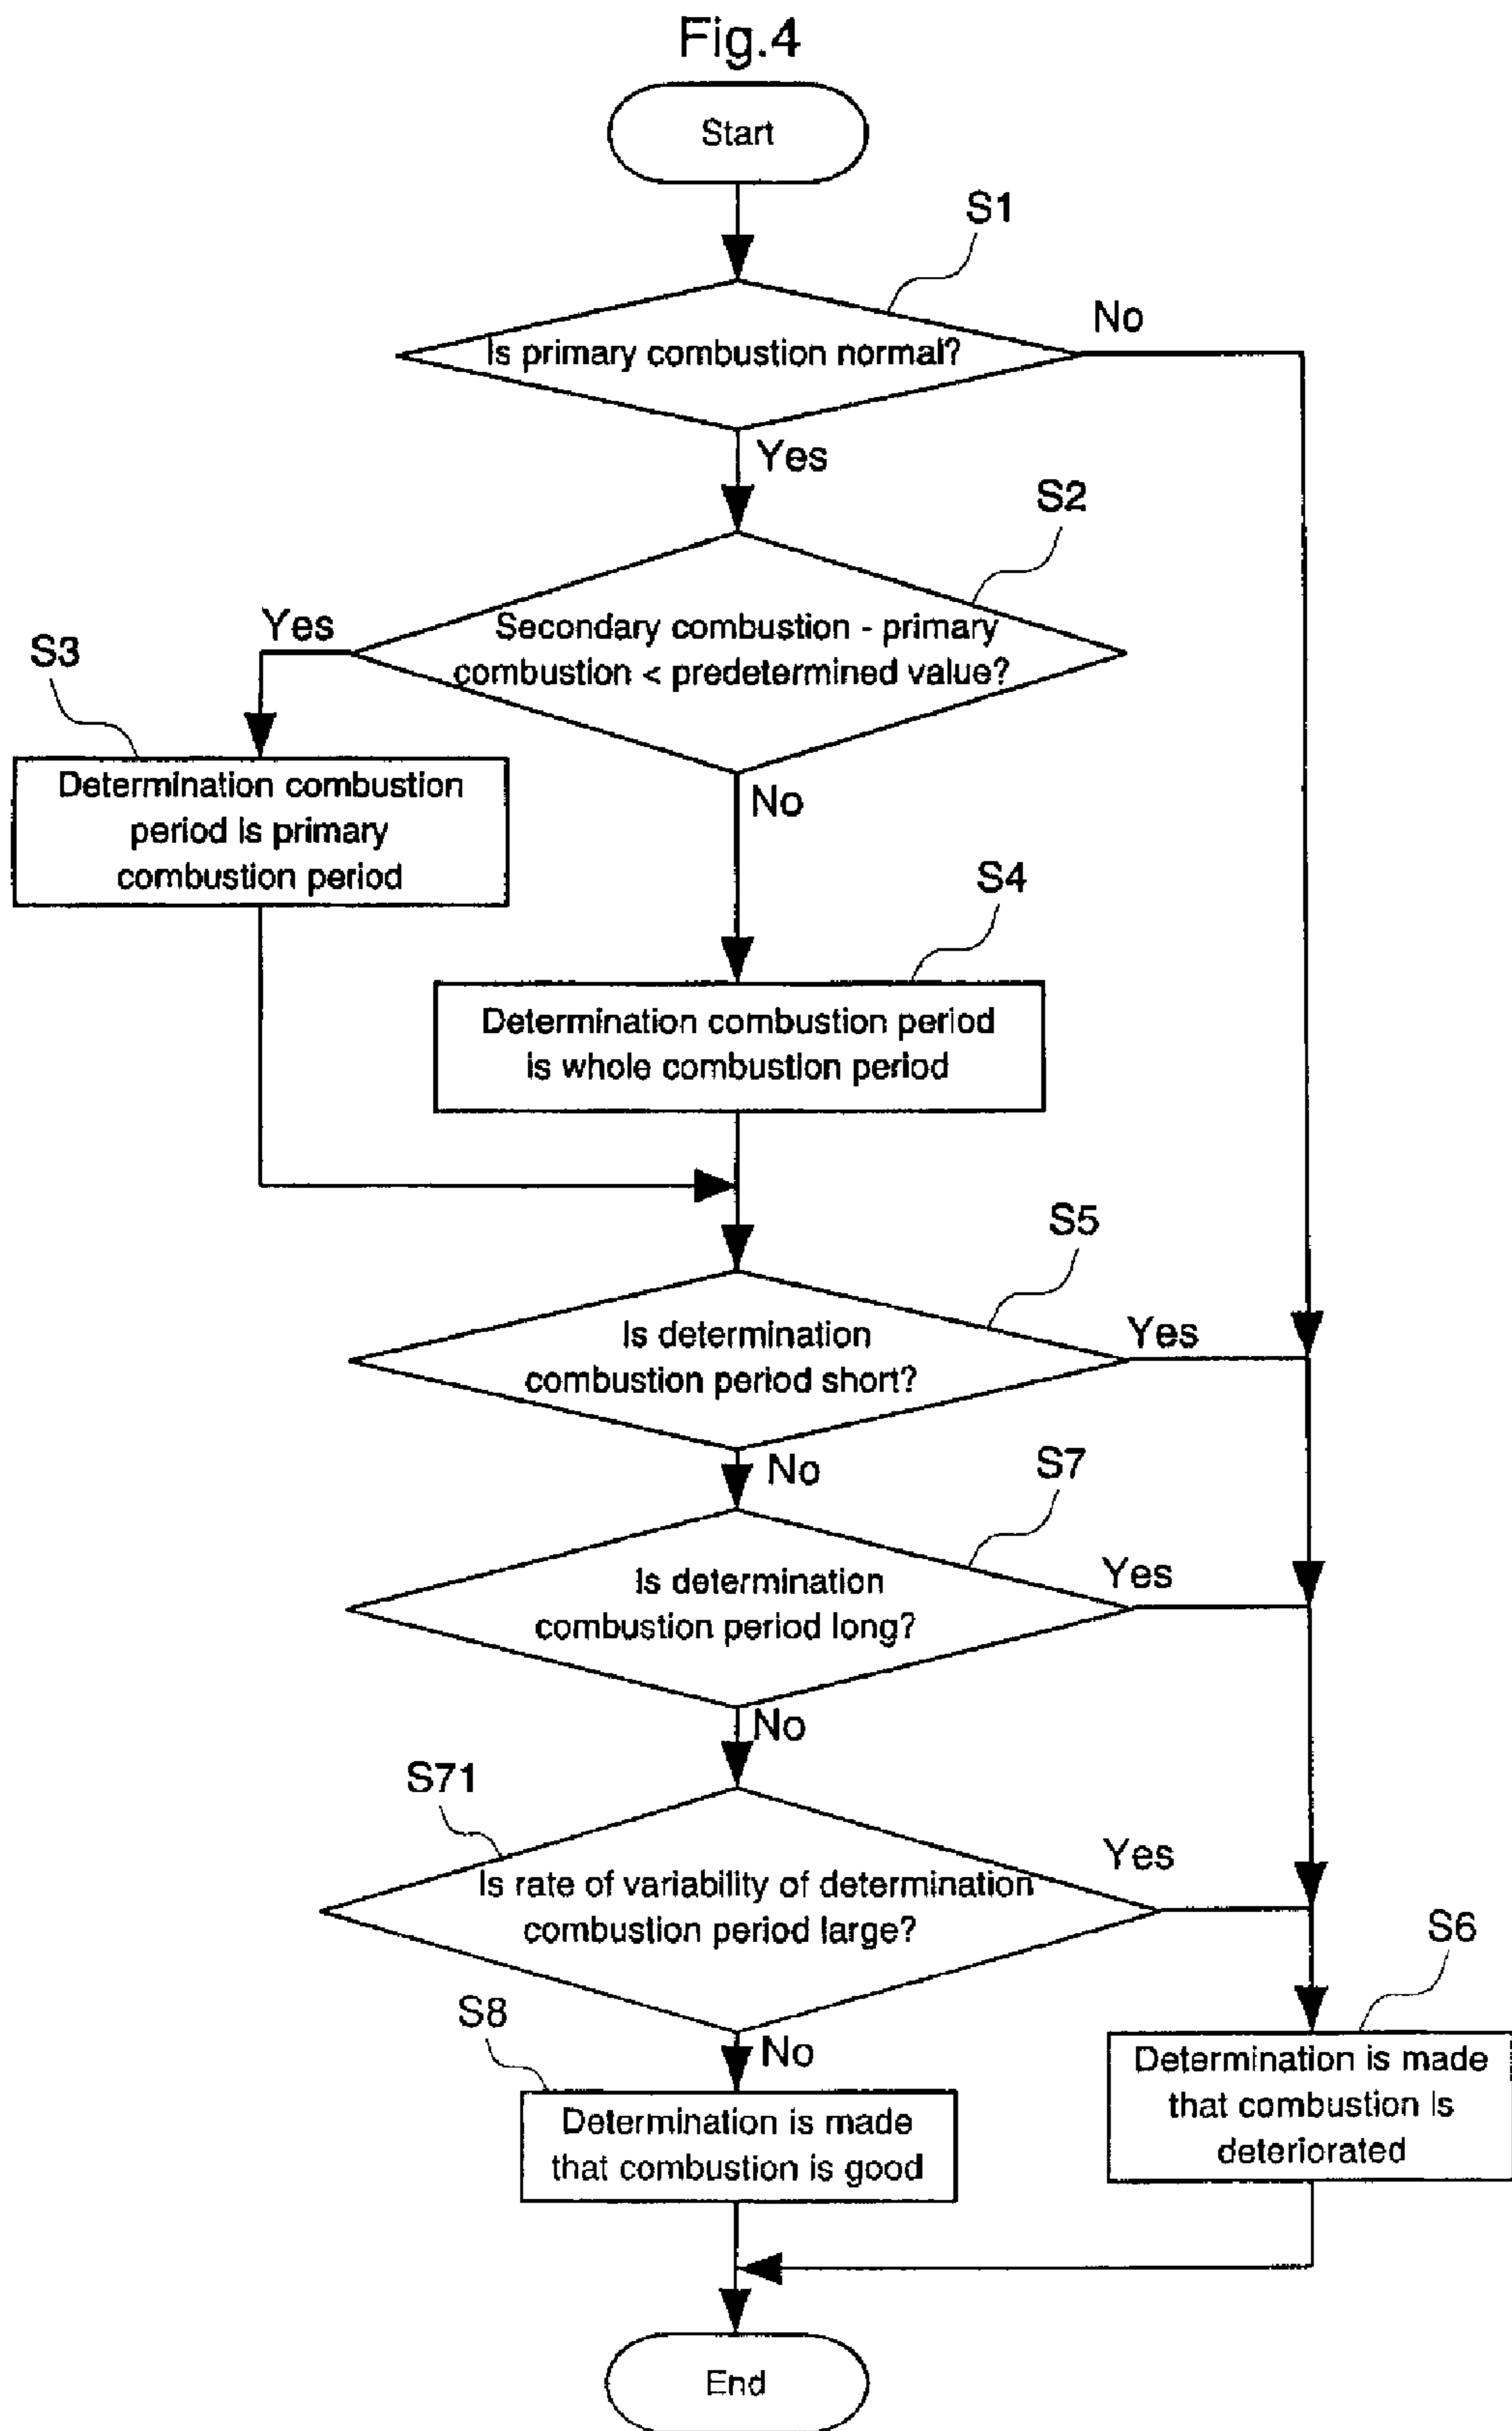 Fig.4
Start
S1
Is primary combustion normal?
No
Yes
S2
Secondary combustion - primary
combustion < predetermined value?
Yes
No
S3
Determination combustion
period is primary
combustion period
S4
Determination combustion period
is whole combustion period
S5
Is determination
combustion period short?
Yes
No
S7
Is determination
combustion period long?
Yes
No
S71
Is rate of variability of determination
combustion period large?
Yes
No
S8
Determination is made
that combustion is good
S6
Determination is made
that combustion is
deteriorated
End